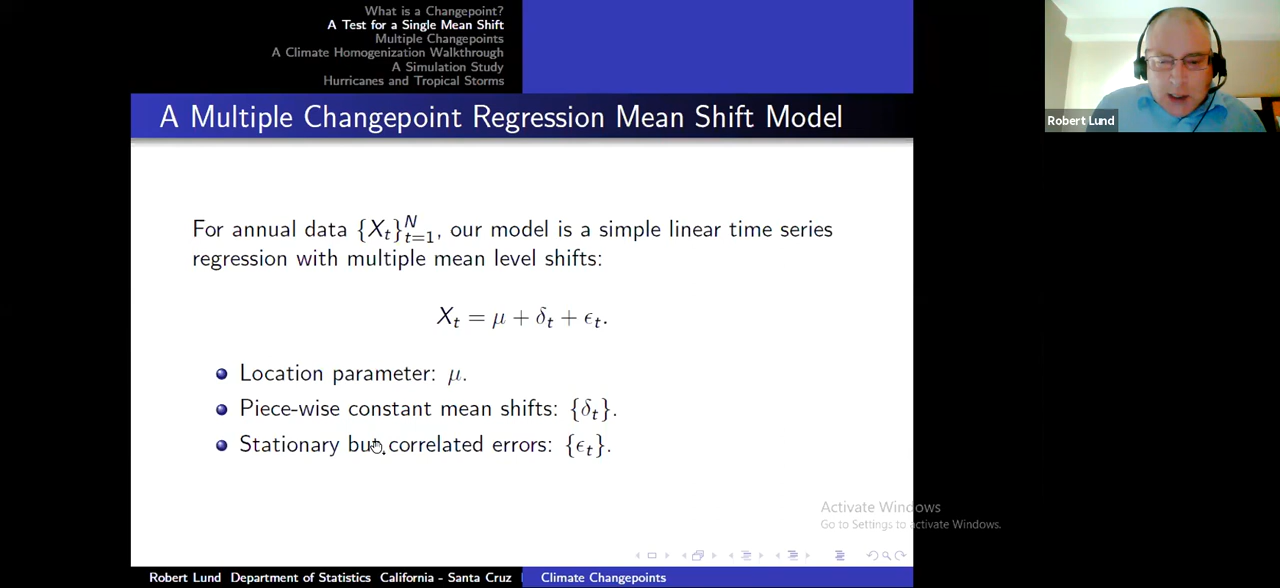 What is a Changepoint?
A Test for a Single Mean Shift
Multiple Changepoints
A Climate Homogenization Walkthrough
A Simulation Study
Hurricanes and Tropical Storms
Robert Lund
A Multiple Changepoint Regression Mean Shift Model
For annual data {X_t}_{t=1}^N, our model is a simple linear time series
regression with multiple mean level shifts:
X_t = μ + δ_t + ϵ_t.
Location parameter: μ.
Piece-wise constant mean shifts: {δ_t}.
Stationary but correlated errors: {ϵ_t}.
Activate Windows
Go to Settings to activate Windows.
Robert Lund Department of Statistics California - Santa Cruz
Climate Changepoints